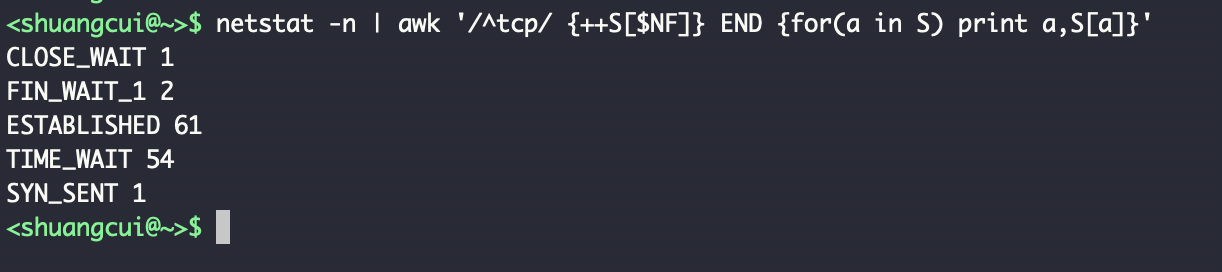 <shuangcui@~>$ netstat -n | awk '/^tcp/ {++S[$NF]} END {for(a in S) print a,S[a]}'
CLOSE_WAIT 1
FIN_WAIT_1 2
ESTABLISHED 61
TIME_WAIT 54
SYN_SENT 1
<shuangcui@~>$